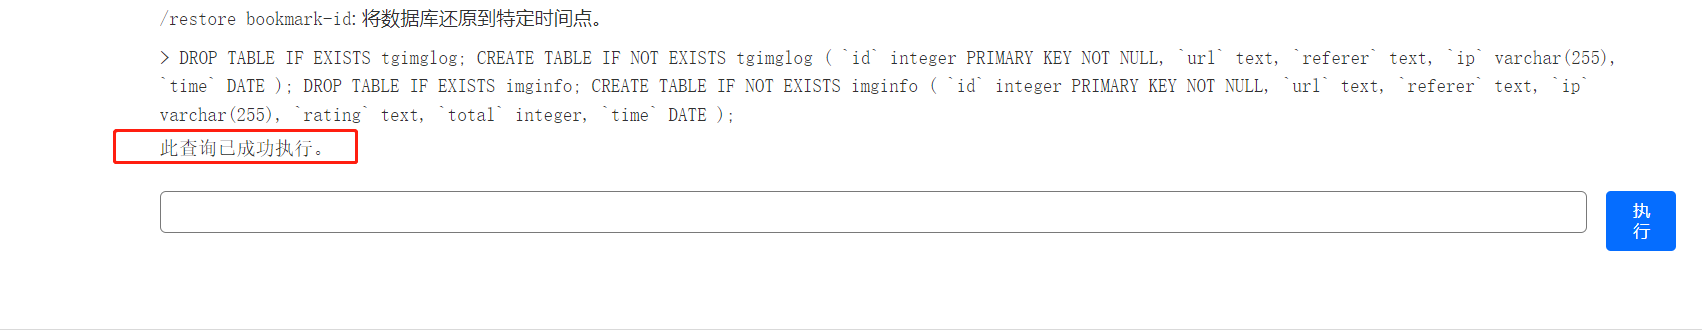 /restore bookmark-id: 将数据库还原到特定时间点。
> DROP TABLE IF EXISTS tgimglog; CREATE TABLE IF NOT EXISTS tgimglog ( `id` integer PRIMARY KEY NOT NULL, `url` text, `referer` text, `ip` varchar(255),
`time` DATE ); DROP TABLE IF EXISTS imginfo; CREATE TABLE IF NOT EXISTS imginfo ( `id` integer PRIMARY KEY NOT NULL, `url` text, `referer` text, `ip`
varchar(255), `rating` text, `total` integer, `time` DATE );
此查询已成功执行。
执
行